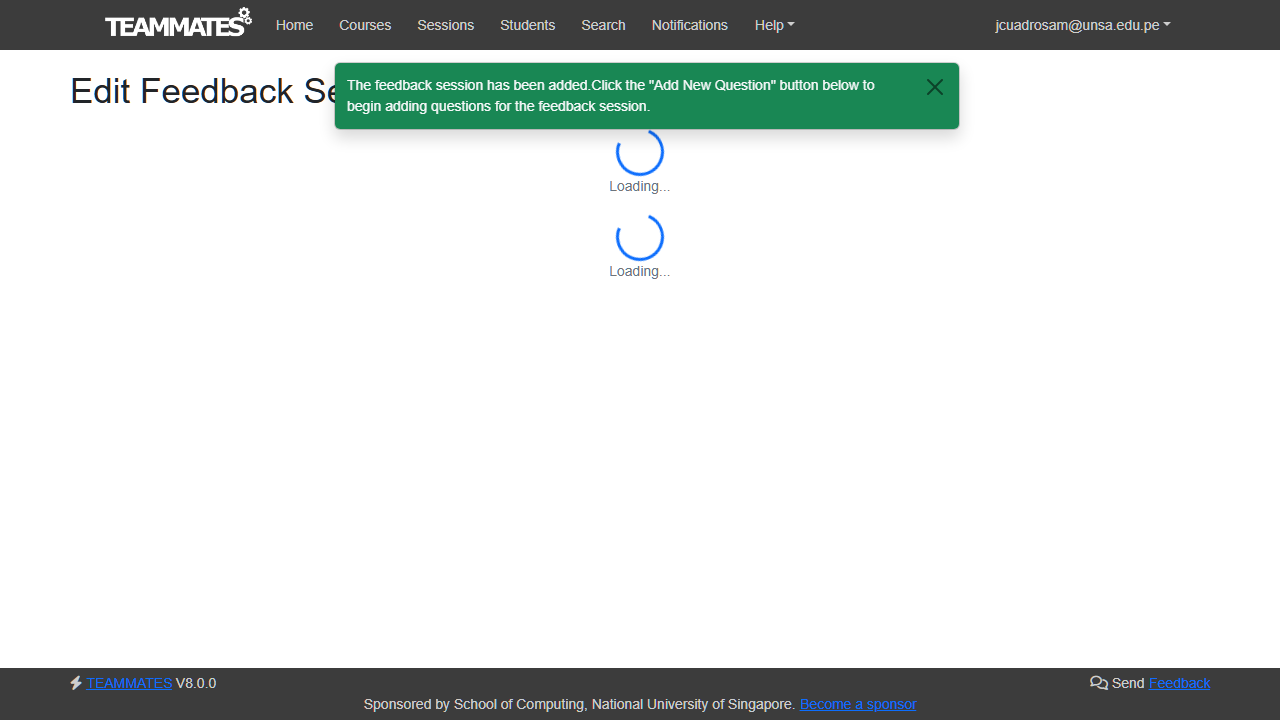 TEAMMATES Home Courses Sessions Students Search Notifications Help jcuadrosam@unsa.edu.pe
Edit Feedback Se
The feedback session has been added.Click the "Add New Question" button below to
begin adding questions for the feedback session.
Loading...
Loading...
TEAMMATES V8.0.0 Send Feedback
Sponsored by School of Computing, National University of Singapore. Become a sponsor